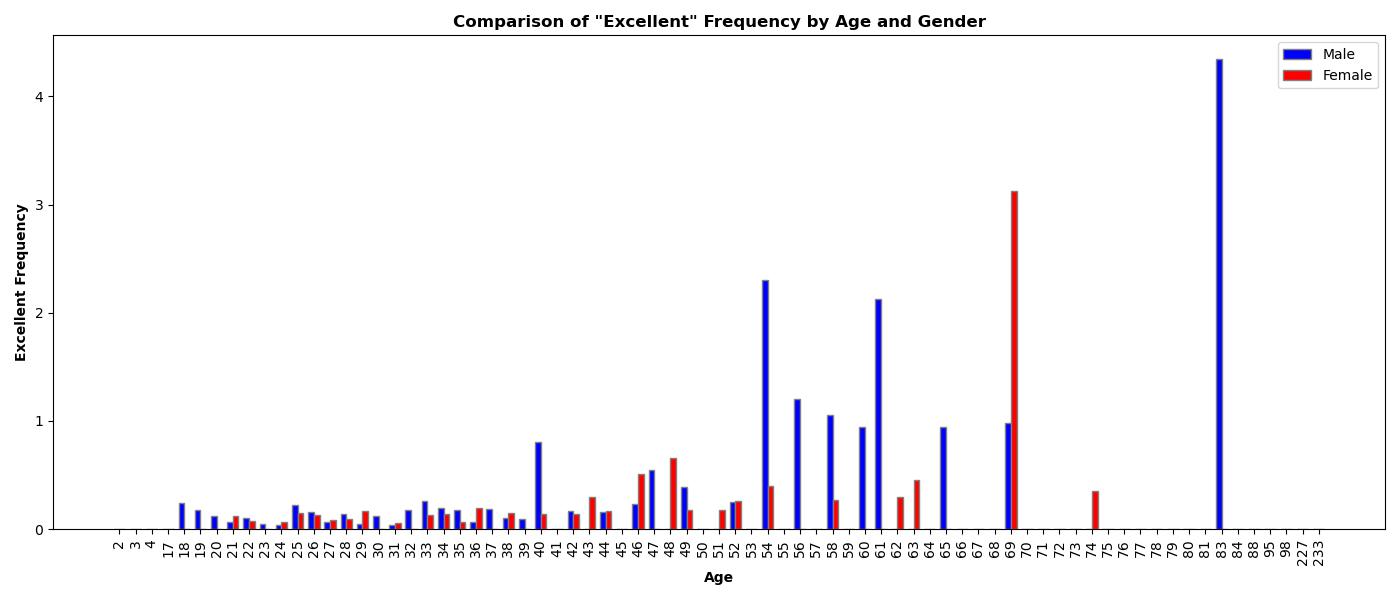 Comparison of "Excellent" Frequency by Age and Gender
Male
Female
4
3
2
1
0
Excellent Frequency
2 3 4 17 18 19 20 21 22 23 24 25 26 27 28 29 30 31 32 33 34 35 36 37 38 39 40 41 42 43 44 45 46 47 48 49 50 51 52 53 54 55 56 57 58 59 60 61 62 63 64 65 66 67 68 69 70 71 72 73 74 75 76 77 78 79 80 81 83 84 88 95 98 227 233
Age